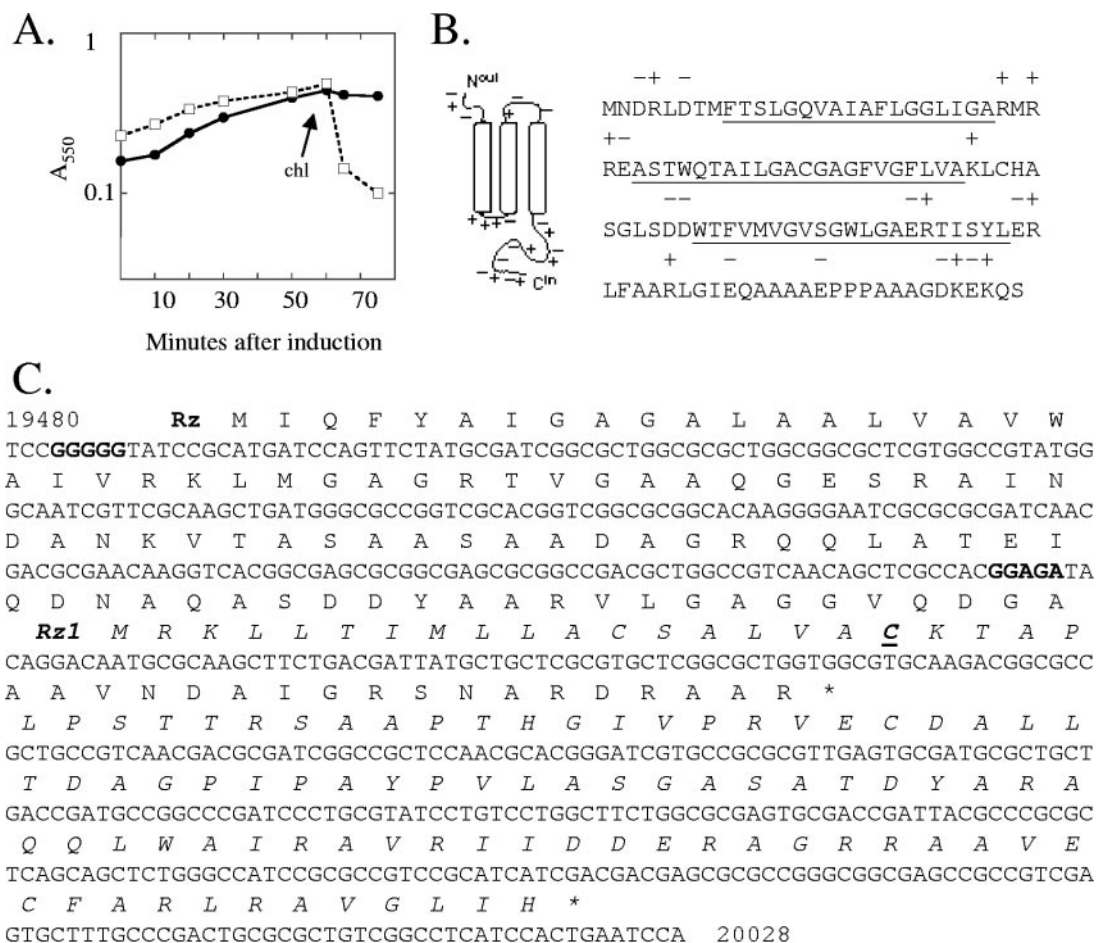 A.
B.
1
0.1
A550
chl
10 30 50 70
Minutes after induction
Nout
Cin
− + − + +
MNDRLDTMFTSLGQVAIAFLGGLIGARMR
+ − +
REASTWQTAILGACGAGFVGFLVAKLCHA
− − − + − +
SGLSDDWTFVMVGVSGWLGAERTISYLER
+ − − − + − +
LFAARLGIEQAAAAEPPPAAAGDKEKQS
C.
19480 Rz M I Q F Y A I G A G A L A A L V A V W
TCCGGGGGTATCCGCATGATCCAGTTCTATGCGATCGGCGCTGGCGCGCTGGCGGCGCTCGTGGCCGTATGG
A I V R K L M G A G R T V G A A Q G E S R A I N
GCAATCGTTCGCAAGCTGATGGGCGCCGGTCGCACGGTCGGCGCGGCACAAGGGGAATCGCGCGCGATCAAC
D A N K V T A S A A S A A D A G R Q Q L A T E I
GACGCGAACAAGGTCACGGCGAGCGCGGCGAGCGCGGCCGACGCTGGCCGTCAACAGCTCGCCACGGAGATA
Q D N A Q A S D D Y A A R V L G A G G V Q D G A
Rz1 M R K L L T I M L L A C S A L V A C K T A P
CAGGACAATGCGCAAGCTTCTGACGATTATGCTGCTCGCGTGCTCGGCGCTGGTGGCGTGCAAGACGGCGCC
A A V N D A I G R S N A R D R A A R *
L P S T T R S A A P T H G I V P R V E C D A L L
GCTGCCGTCAACGACGCGATCGGCCGCTCCAACGCACGGGATCGTGCCGCGCGTTGAGTGCGATGCGCTGCT
T D A G P I P A Y P V L A S G A S A T D Y A R A
GACCGATGCCGGCCCGATCCCTGCGTATCCTGTCCTGGCTTCTGGCGCGAGTGCGACCGATTACGCCCGCGC
Q Q L W A I R A V R I I D D E R A G R R A A V E
TCAGCAGCTCTGGGCCATCCGCGCCGTCCGCATCATCGACGACGAGCGCGCCGGGCGGCGAGCCGCCGTCGA
C F A R L R A V G L I H *
GTGCTTTGCCCGACTGCGCGCTGTCGGCCTCATCCACTGAATCCA 20028